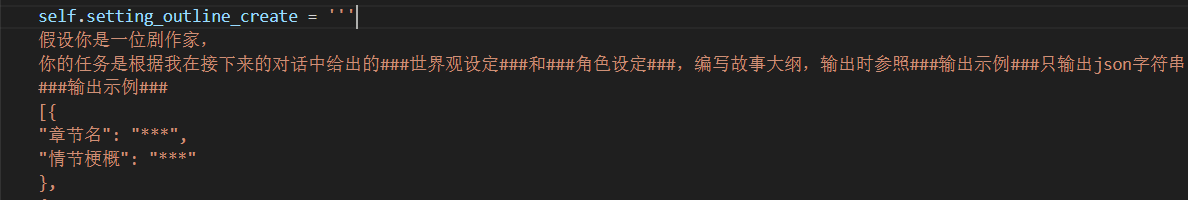 self.setting_outline_create = '''
假设你是一位剧作家，
你的任务是根据我在接下来的对话中给出的###世界观设定###和###角色设定###，编写故事大纲，输出时参照###输出示例###只输出json字符串
###输出示例###
[{
"章节名": "***",
"情节梗概": "***"
},